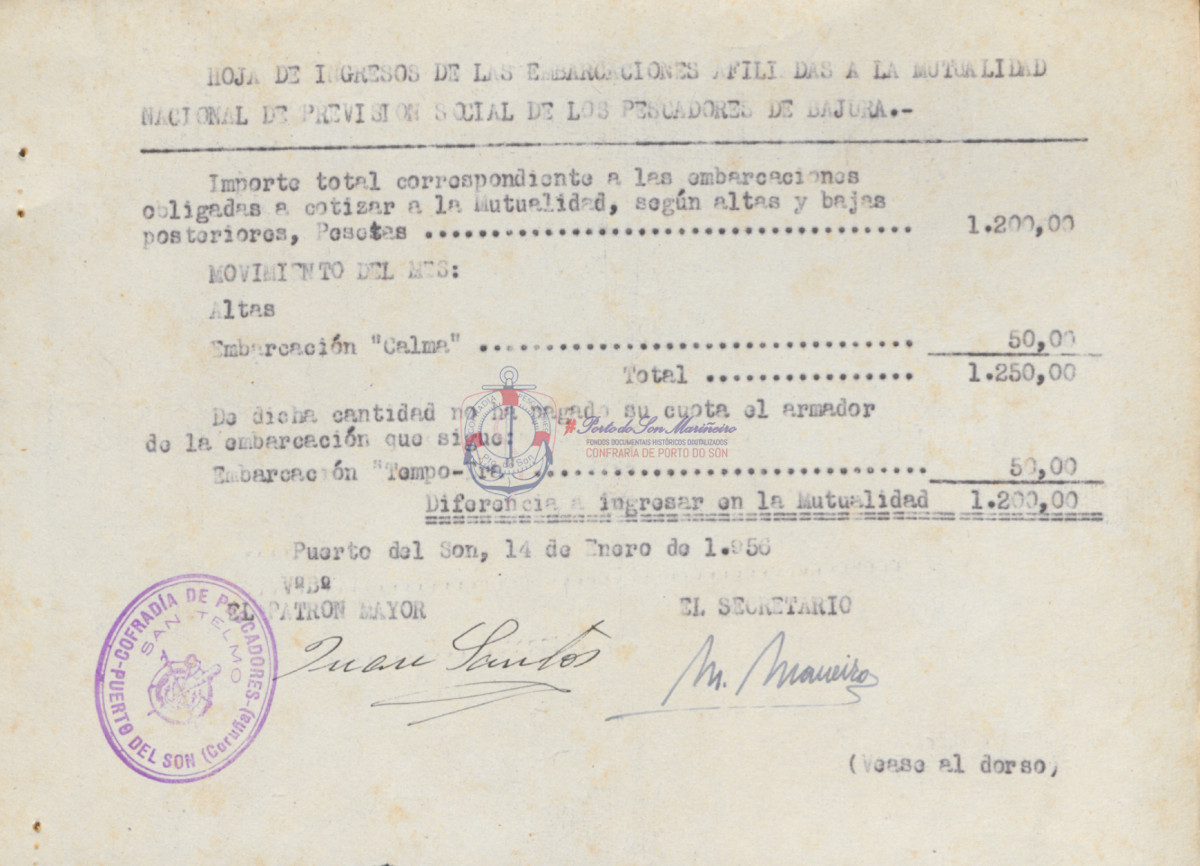 HOJA DE INGRESOS DE LAS EMBARCACIONES AFILIADAS A LA MUTUALIDAD
NACIONAL DE PREVISION SOCIAL DE LOS PESCADORES DE BAJURA.-
Importe total correspondiente a las embarcaciones
obligadas a cotizar a la Mutualidad, según altas y bajas
posteriores, Pesetas ..................................... 1.200,00
MOVIMIENTO DEL MES:
Altas
Embarcación "Calma" ................................. 50,00
Total ................ 1.250,00
De dicha cantidad no ha pagado su cuota el armador
de la embarcación que sigue:
Embarcación "Tempo-ra" .............................. 50,00
Diferencia a ingresar en la Mutualidad 1.200,00
Puerto del Son, 14 de Enero de 1.956
VºBº
EL PATRON MAYOR EL SECRETARIO
Juan Santos M. Maneiro
P-COFRADÍA DE PESCADORES-
SAN TELMO
PUERTO DEL SON (Coruña)
(Vease al dorso)
#Porto do Son Mariñeiro
FONDOS DOCUMENTAIS HISTÓRICOS DIXITALIZADOS
CONFRARÍA DE PORTO DO SON